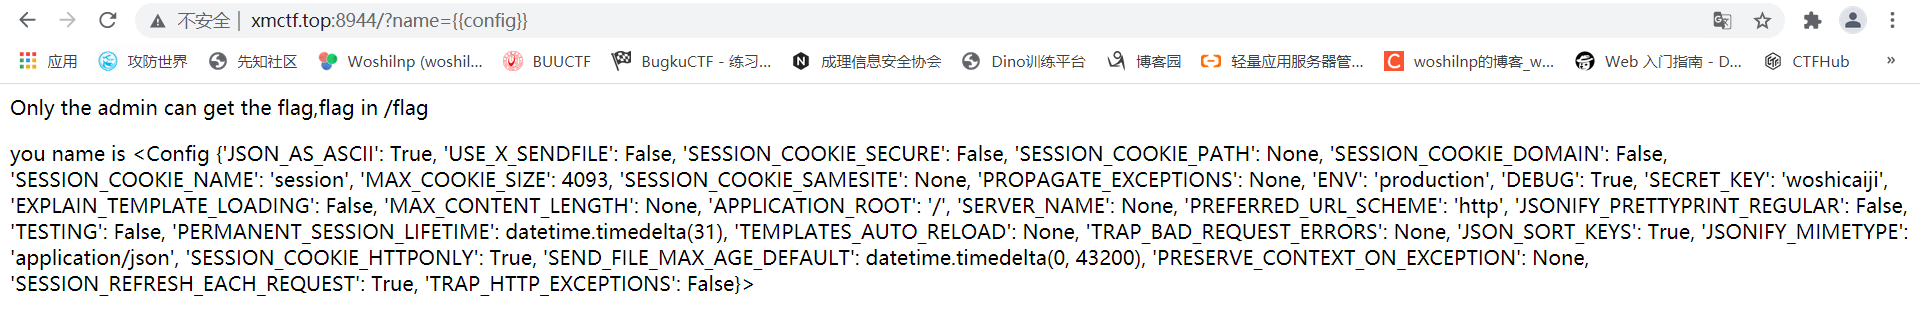 不安全 | xmctf.top:8944/?name={{config}}
应用 攻防世界 先知社区 Woshilnp (woshil... BUUCTF BugkuCTF - 练习... 成理信息安全协会 Dino训练平台 博客园 轻量应用服务器管... woshilnp的博客_w... Web 入门指南 - D... CTFHub »
Only the admin can get the flag,flag in /flag
you name is <Config {'JSON_AS_ASCII': True, 'USE_X_SENDFILE': False, 'SESSION_COOKIE_SECURE': False, 'SESSION_COOKIE_PATH': None, 'SESSION_COOKIE_DOMAIN': False,
'SESSION_COOKIE_NAME': 'session', 'MAX_COOKIE_SIZE': 4093, 'SESSION_COOKIE_SAMESITE': None, 'PROPAGATE_EXCEPTIONS': None, 'ENV': 'production', 'DEBUG': True, 'SECRET_KEY': 'woshicaiji',
'EXPLAIN_TEMPLATE_LOADING': False, 'MAX_CONTENT_LENGTH': None, 'APPLICATION_ROOT': '/', 'SERVER_NAME': None, 'PREFERRED_URL_SCHEME': 'http', 'JSONIFY_PRETTYPRINT_REGULAR': False,
'TESTING': False, 'PERMANENT_SESSION_LIFETIME': datetime.timedelta(31), 'TEMPLATES_AUTO_RELOAD': None, 'TRAP_BAD_REQUEST_ERRORS': None, 'JSON_SORT_KEYS': True, 'JSONIFY_MIMETYPE':
'application/json', 'SESSION_COOKIE_HTTPONLY': True, 'SEND_FILE_MAX_AGE_DEFAULT': datetime.timedelta(0, 43200), 'PRESERVE_CONTEXT_ON_EXCEPTION': None,
'SESSION_REFRESH_EACH_REQUEST': True, 'TRAP_HTTP_EXCEPTIONS': False}>